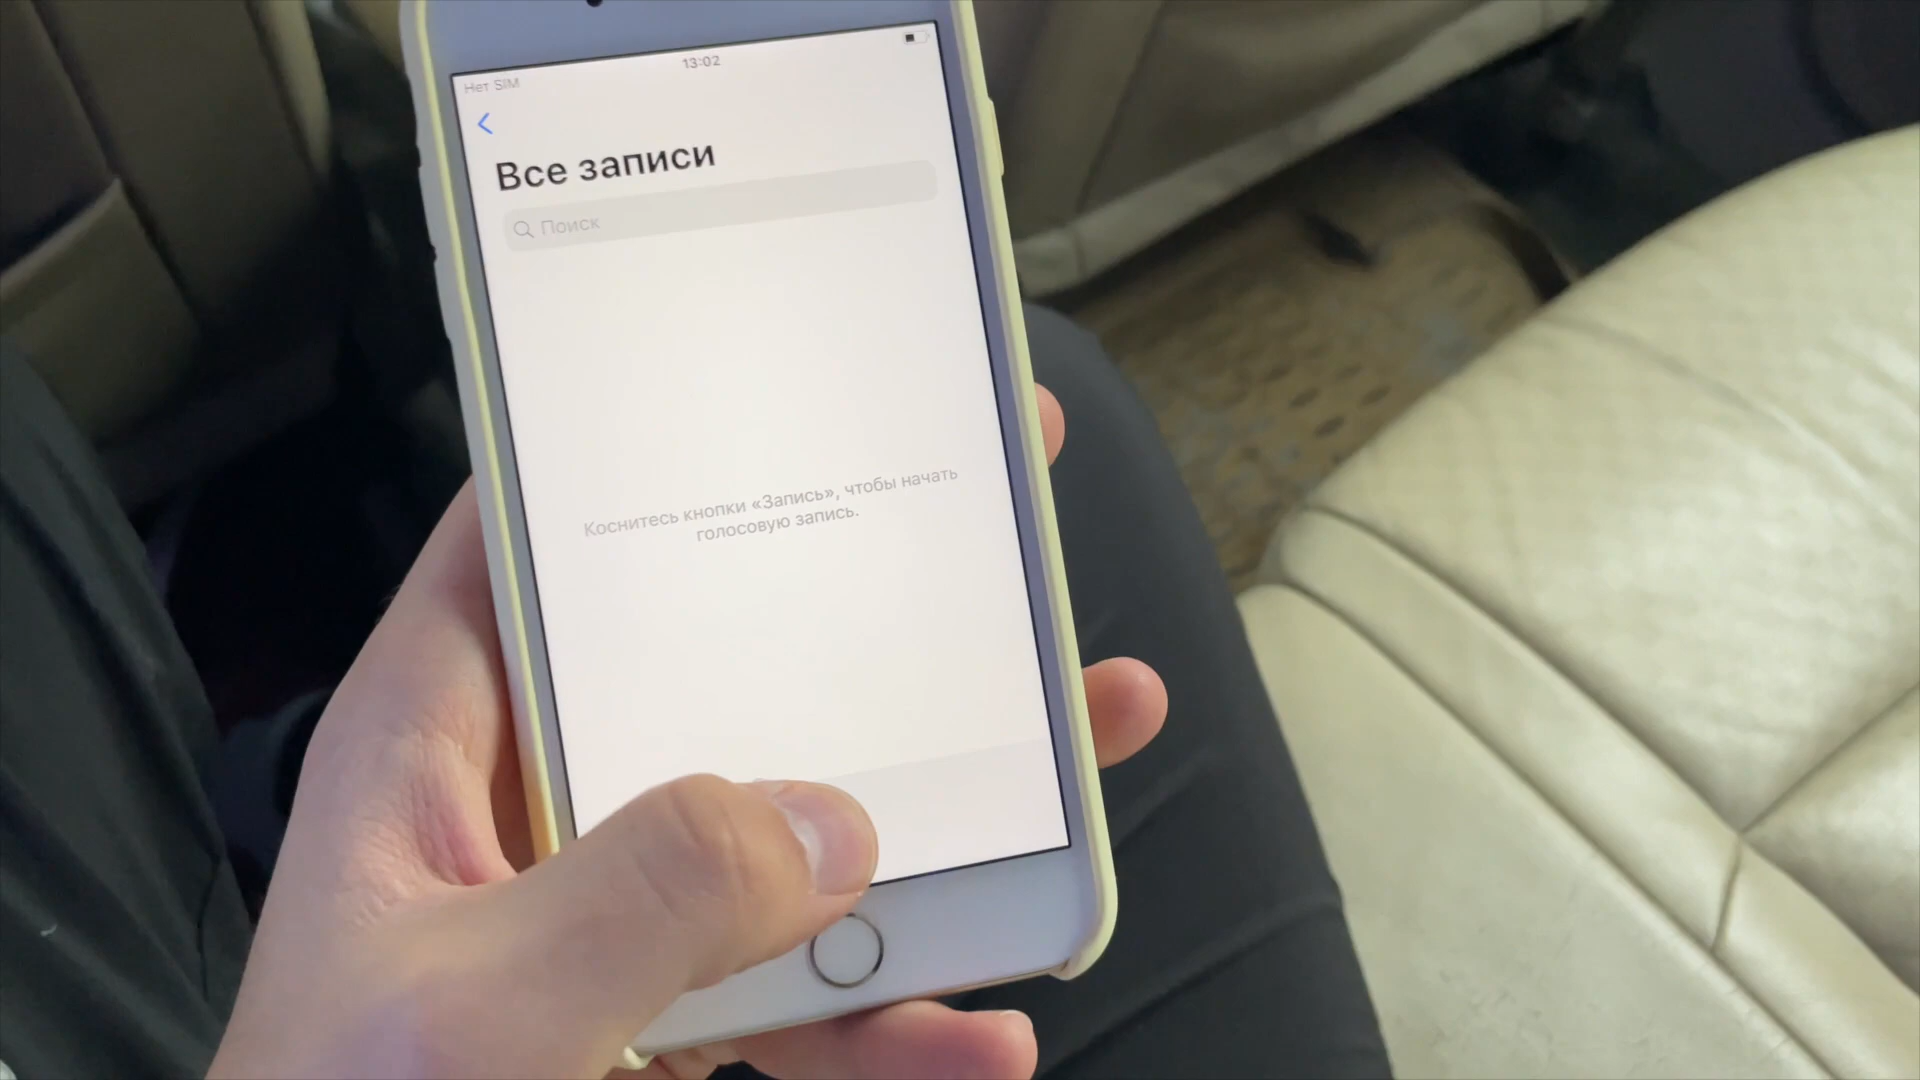 13:02
Нет SIM
Все записи
Поиск
Коснитесь кнопки «Запись», чтобы начать
голосовую запись.